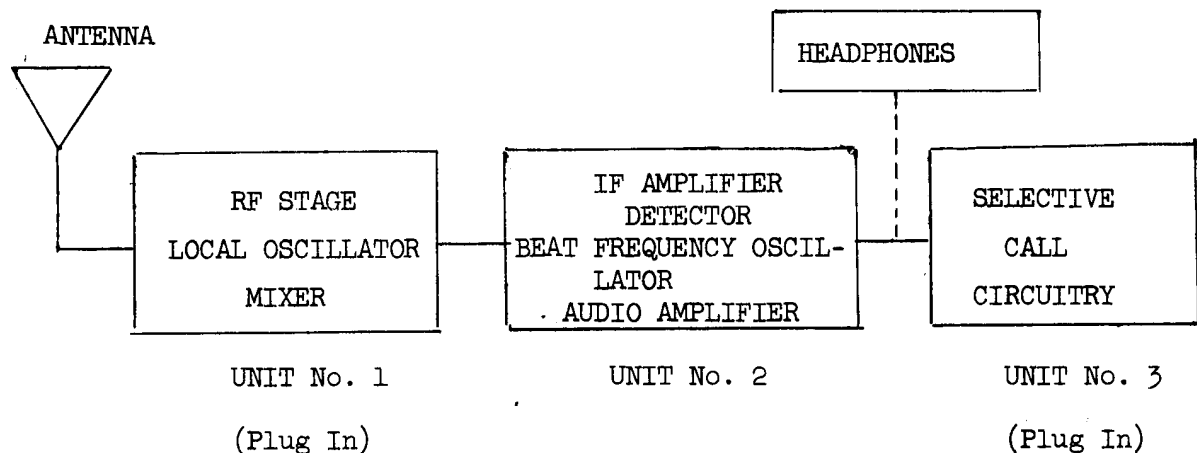 ANTENNA
HEADPHONES
RF STAGE
LOCAL OSCILLATOR
MIXER
IF AMPLIFIER
DETECTOR
BEAT FREQUENCY OSCIL-
LATOR
AUDIO AMPLIFIER
SELECTIVE
CALL
CIRCUITRY
UNIT No. 1
(Plug In)
UNIT No. 2
UNIT No. 3
(Plug In)